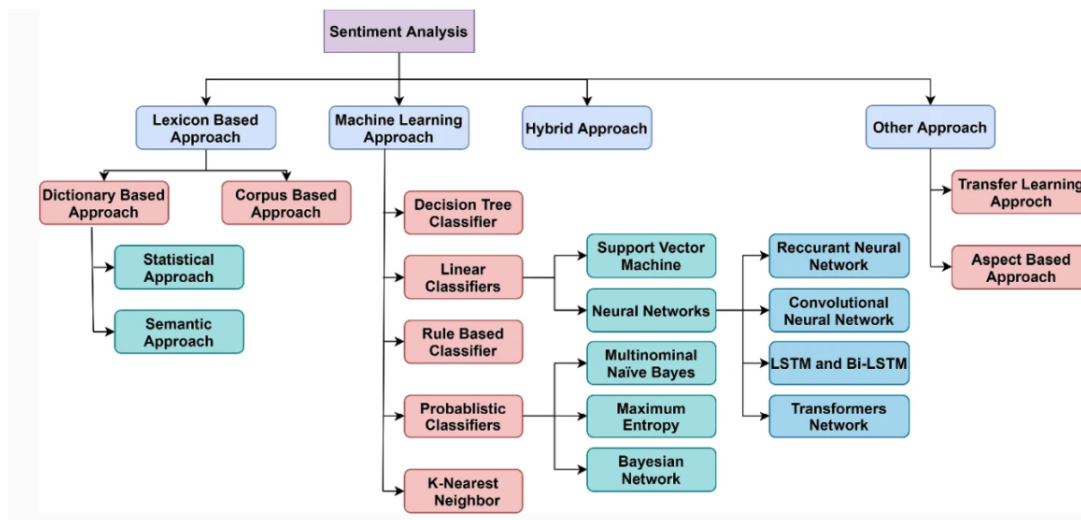 Sentiment Analysis
Lexicon Based
Approach
Machine Learning
Approach
Hybrid Approach
Other Approach
Dictionary Based
Approach
Corpus Based
Approach
Statistical
Approach
Semantic
Approach
Decision Tree
Classifier
Linear
Classifiers
Rule Based
Classifier
Probablistic
Classifiers
K-Nearest
Neighbor
Support Vector
Machine
Neural Networks
Multinominal
Naïve Bayes
Maximum
Entropy
Bayesian
Network
Reccurant Neural
Network
Convolutional
Neural Network
LSTM and Bi-LSTM
Transformers
Network
Transfer Learning
Approch
Aspect Based
Approach